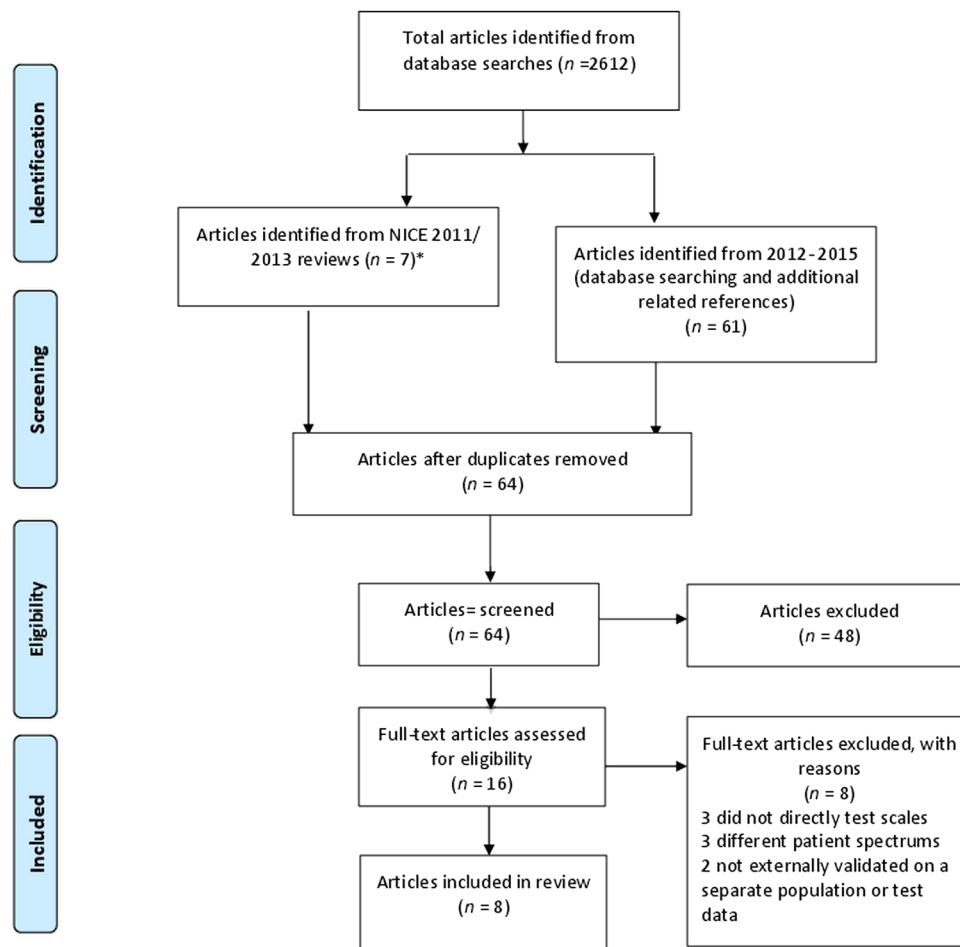 Total articles identified from
database searches (n =2612)
Identification
Articles identified from NICE 2011/
2013 reviews (n = 7)*
Articles identified from 2012-2015
(database searching and additional
related references)
(n = 61)
Screening
Articles after duplicates removed
(n = 64)
Eligibility
Articles= screened
(n = 64)
Articles excluded
(n = 48)
Full-text articles assessed
for eligibility
(n = 16)
Full-text articles excluded, with
reasons
(n = 8)
3 did not directly test scales
3 different patient spectrums
2 not externally validated on a
separate population or test
data
Included
Articles included in review
(n = 8)